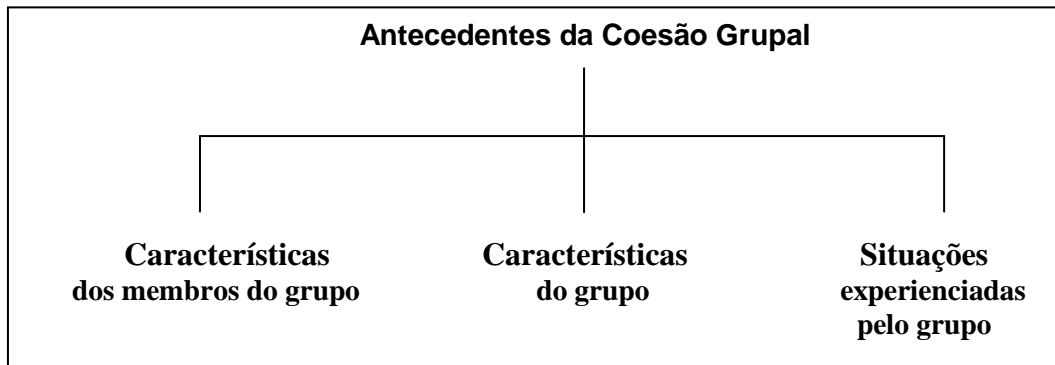 Antecedentes da Coesão Grupal
Características
dos membros do grupo
Características
do grupo
Situações
experienciadas
pelo grupo